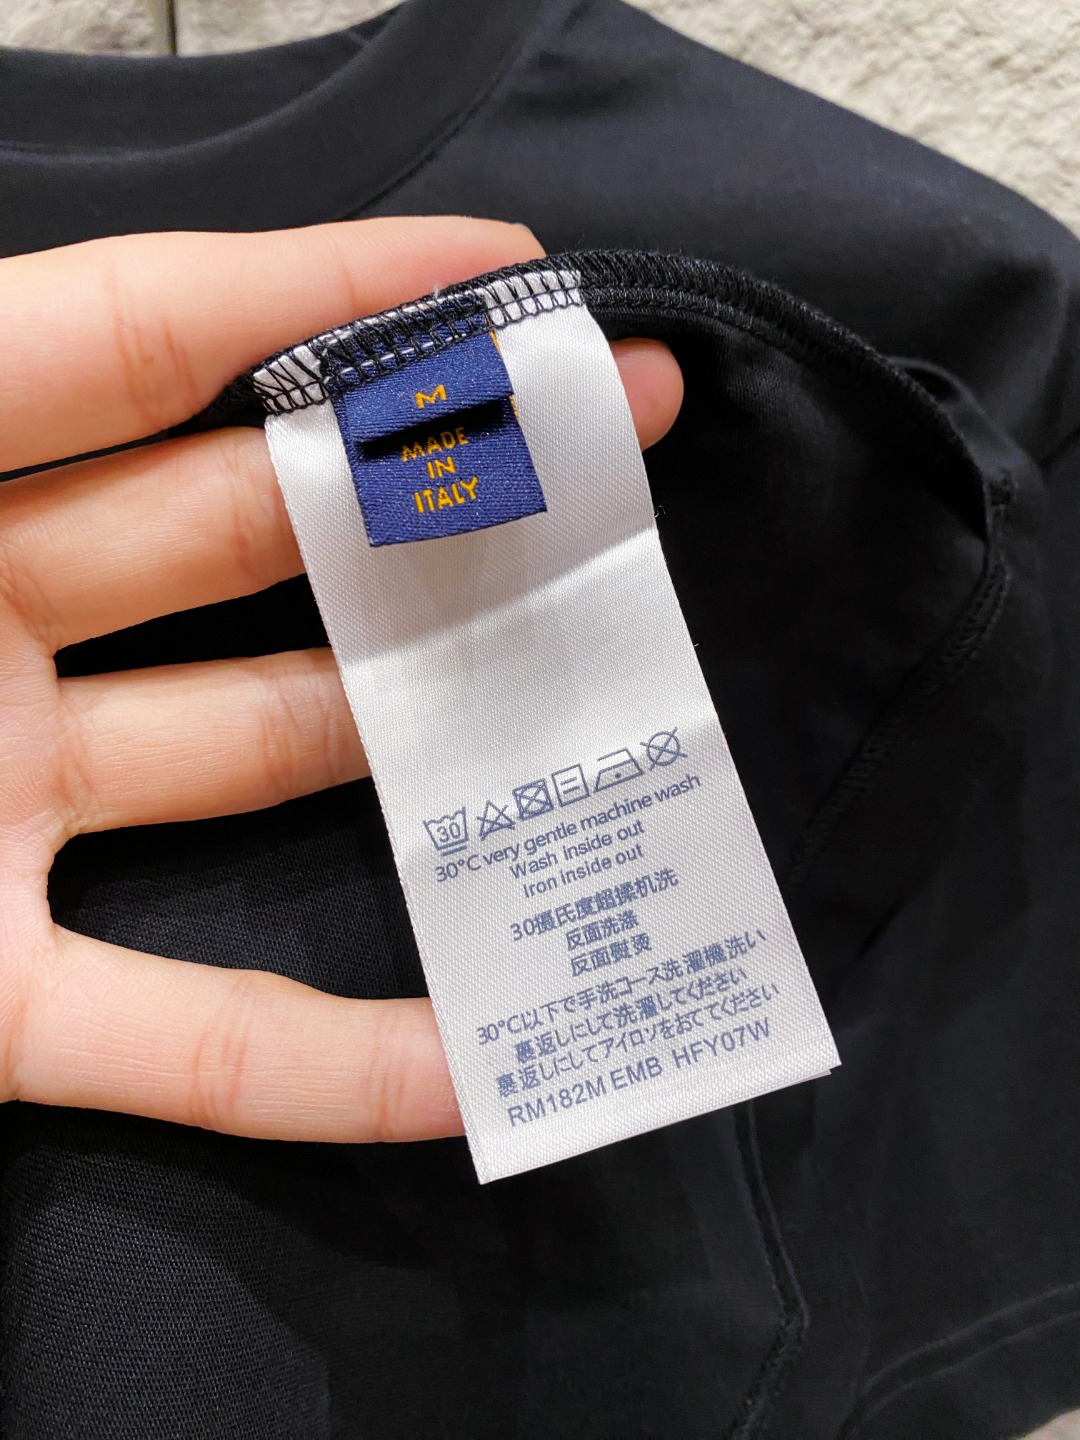 M
MADE
IN
ITALY
30
30°C very gentle machine wash
Wash inside out
Iron inside out
30摄氏度超揉机洗
反面洗涤
反面熨烫
30°C以下で手洗コース洗濯機洗い
裏返しにして洗濯してください
裏返しにしてアイロンをおてください
RM182M EMB HFY07W